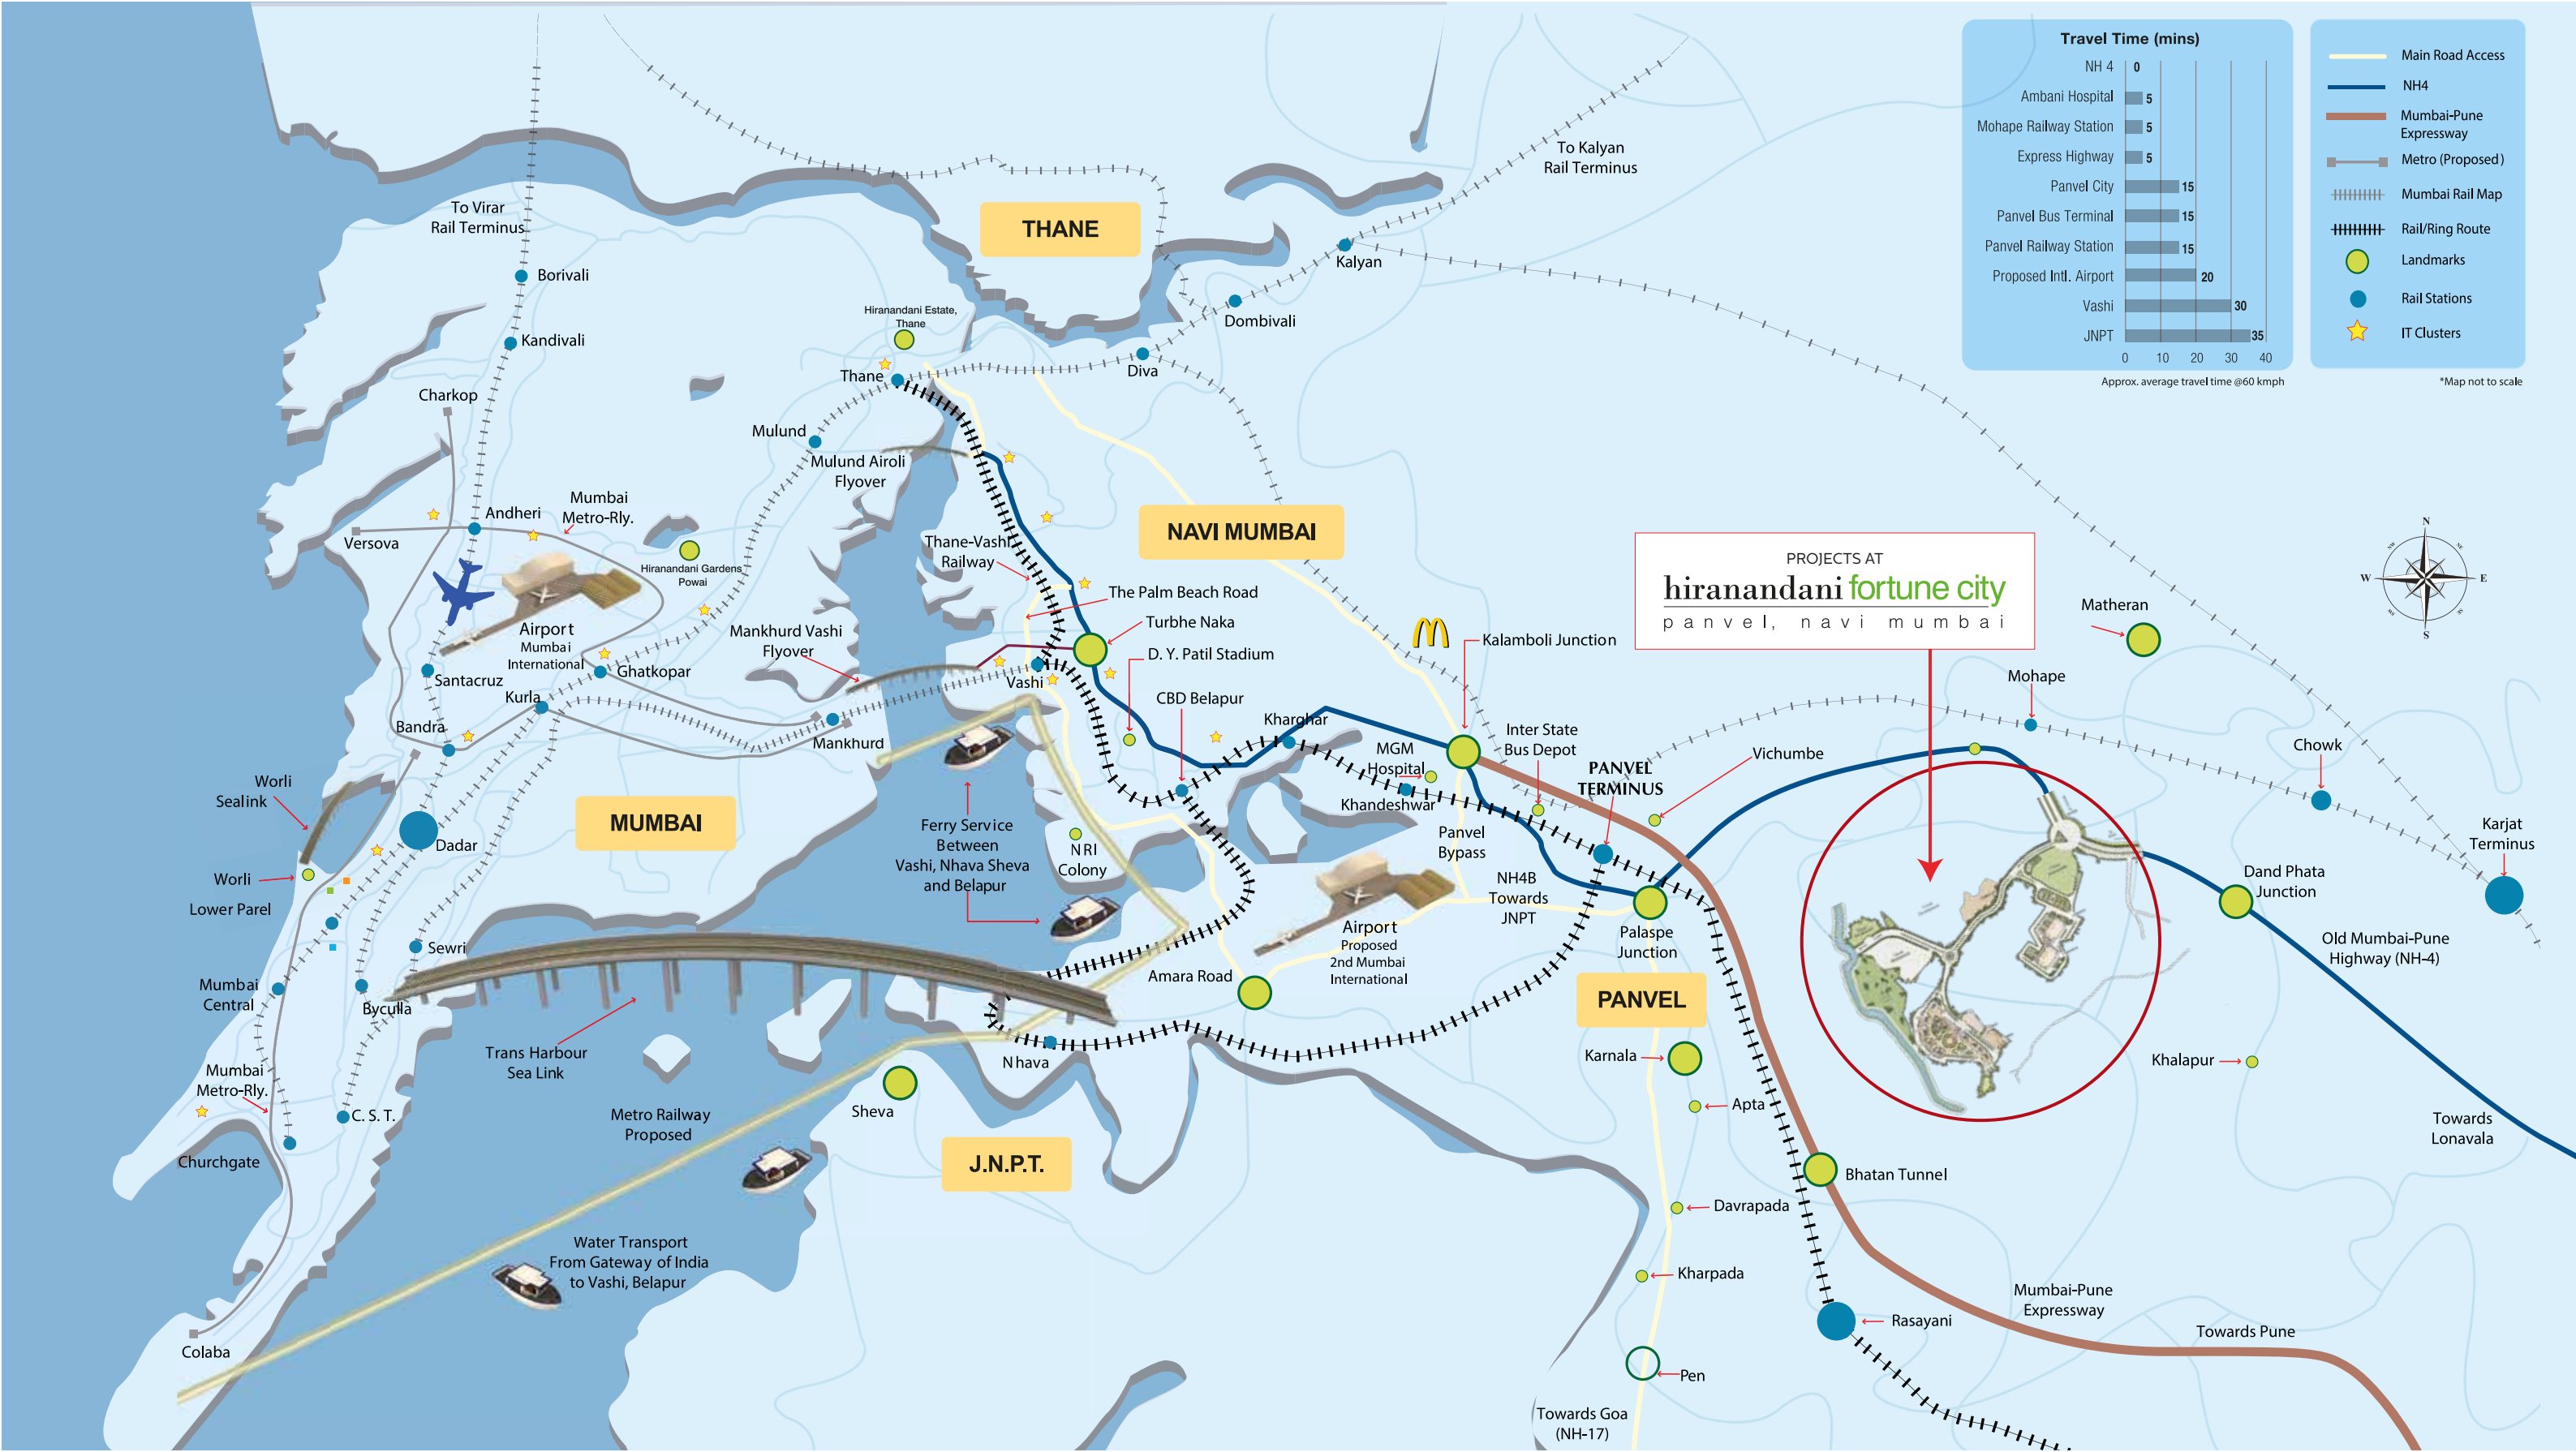 Travel Time (mins)
NH 4
0
Ambani Hospital
5
Mohape Railway Station
5
Express Highway
5
Panvel City
15
Panvel Bus Terminal
15
Panvel Railway Station
15
Proposed Intl. Airport
20
Vashi
30
JNPT
35
0 10 20 30 40
Approx. average travel time @60 kmph
Main Road Access
NH4
Mumbai-Pune
Expressway
Metro (Proposed)
Mumbai Rail Map
Rail/Ring Route
Landmarks
Rail Stations
IT Clusters
*Map not to scale
To Kalyan
Rail Terminus
To Virar
Rail Terminus
THANE
Borivali
Kalyan
Kandivali
Hiranandani Estate,
Thane
Dombivali
Thane
Diva
Charkop
Mulund
Mulund Airoli
Flyover
Mumbai
Metro-Rly.
Andheri
Versova
Hiranandani Gardens
Powai
NAVI MUMBAI
Thane-Vashi
Railway
The Palm Beach Road
Turbhe Naka
D. Y. Patil Stadium
Mankhurd Vashi
Flyover
Airport
Mumbai
International
Santacruz
Ghatkopar
Vashi
Kurla
Bandra
Mankhurd
CBD Belapur
Kharghar
Kalamboli Junction
PROJECTS AT
hiranandani fortune city
panvel, navi mumbai
N
NE
E
SE
S
SW
W
NW
Matheran
Mohape
Chowk
Karjat
Terminus
Inter State
Bus Depot
MGM
Hospital
PANVEL
TERMINUS
Vichumbe
Khandeshwar
Panvel
Bypass
Worli
Sealink
MUMBAI
Dadar
Ferry Service
Between
Vashi, Nhava Sheva
and Belapur
NRI
Colony
Worli
Lower Parel
NH4B
Towards
JNPT
Airport
Proposed
2nd Mumbai
International
Palaspe
Junction
Dand Phata
Junction
Old Mumbai-Pune
Highway (NH-4)
Sewri
Amara Road
Mumbai
Central
Byculla
PANVEL
Trans Harbour
Sea Link
Nhava
Karnala
Khalapur
Mumbai
Metro-Rly.
Sheva
Apta
Metro Railway
Proposed
C. S. T.
Towards
Lonavala
Churchgate
J.N.P.T.
Bhatan Tunnel
Davrapada
Water Transport
From Gateway of India
to Vashi, Belapur
Kharpada
Mumbai-Pune
Expressway
Rasayani
Towards Pune
Colaba
Pen
Towards Goa
(NH-17)